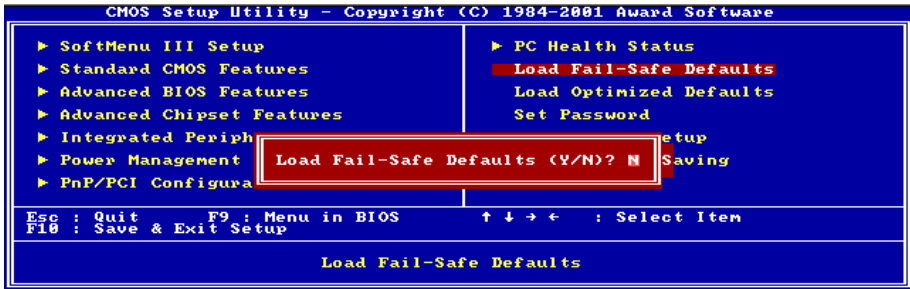 CMOS Setup Utility - Copyright (C) 1984-2001 Award Software
► SoftMenu III Setup
► Standard CMOS Features
► Advanced BIOS Features
► Advanced Chipset Features
► Integrated Periph
► Power Management
► PnP/PCI Configura
► PC Health Status
Load Fail-Safe Defaults
Load Optimized Defaults
Set Password
etup
Saving
Load Fail-Safe Defaults (Y/N)? N
Esc : Quit F9 : Menu in BIOS ↑ ↓ → ← : Select Item
F10 : Save & Exit Setup
Load Fail-Safe Defaults